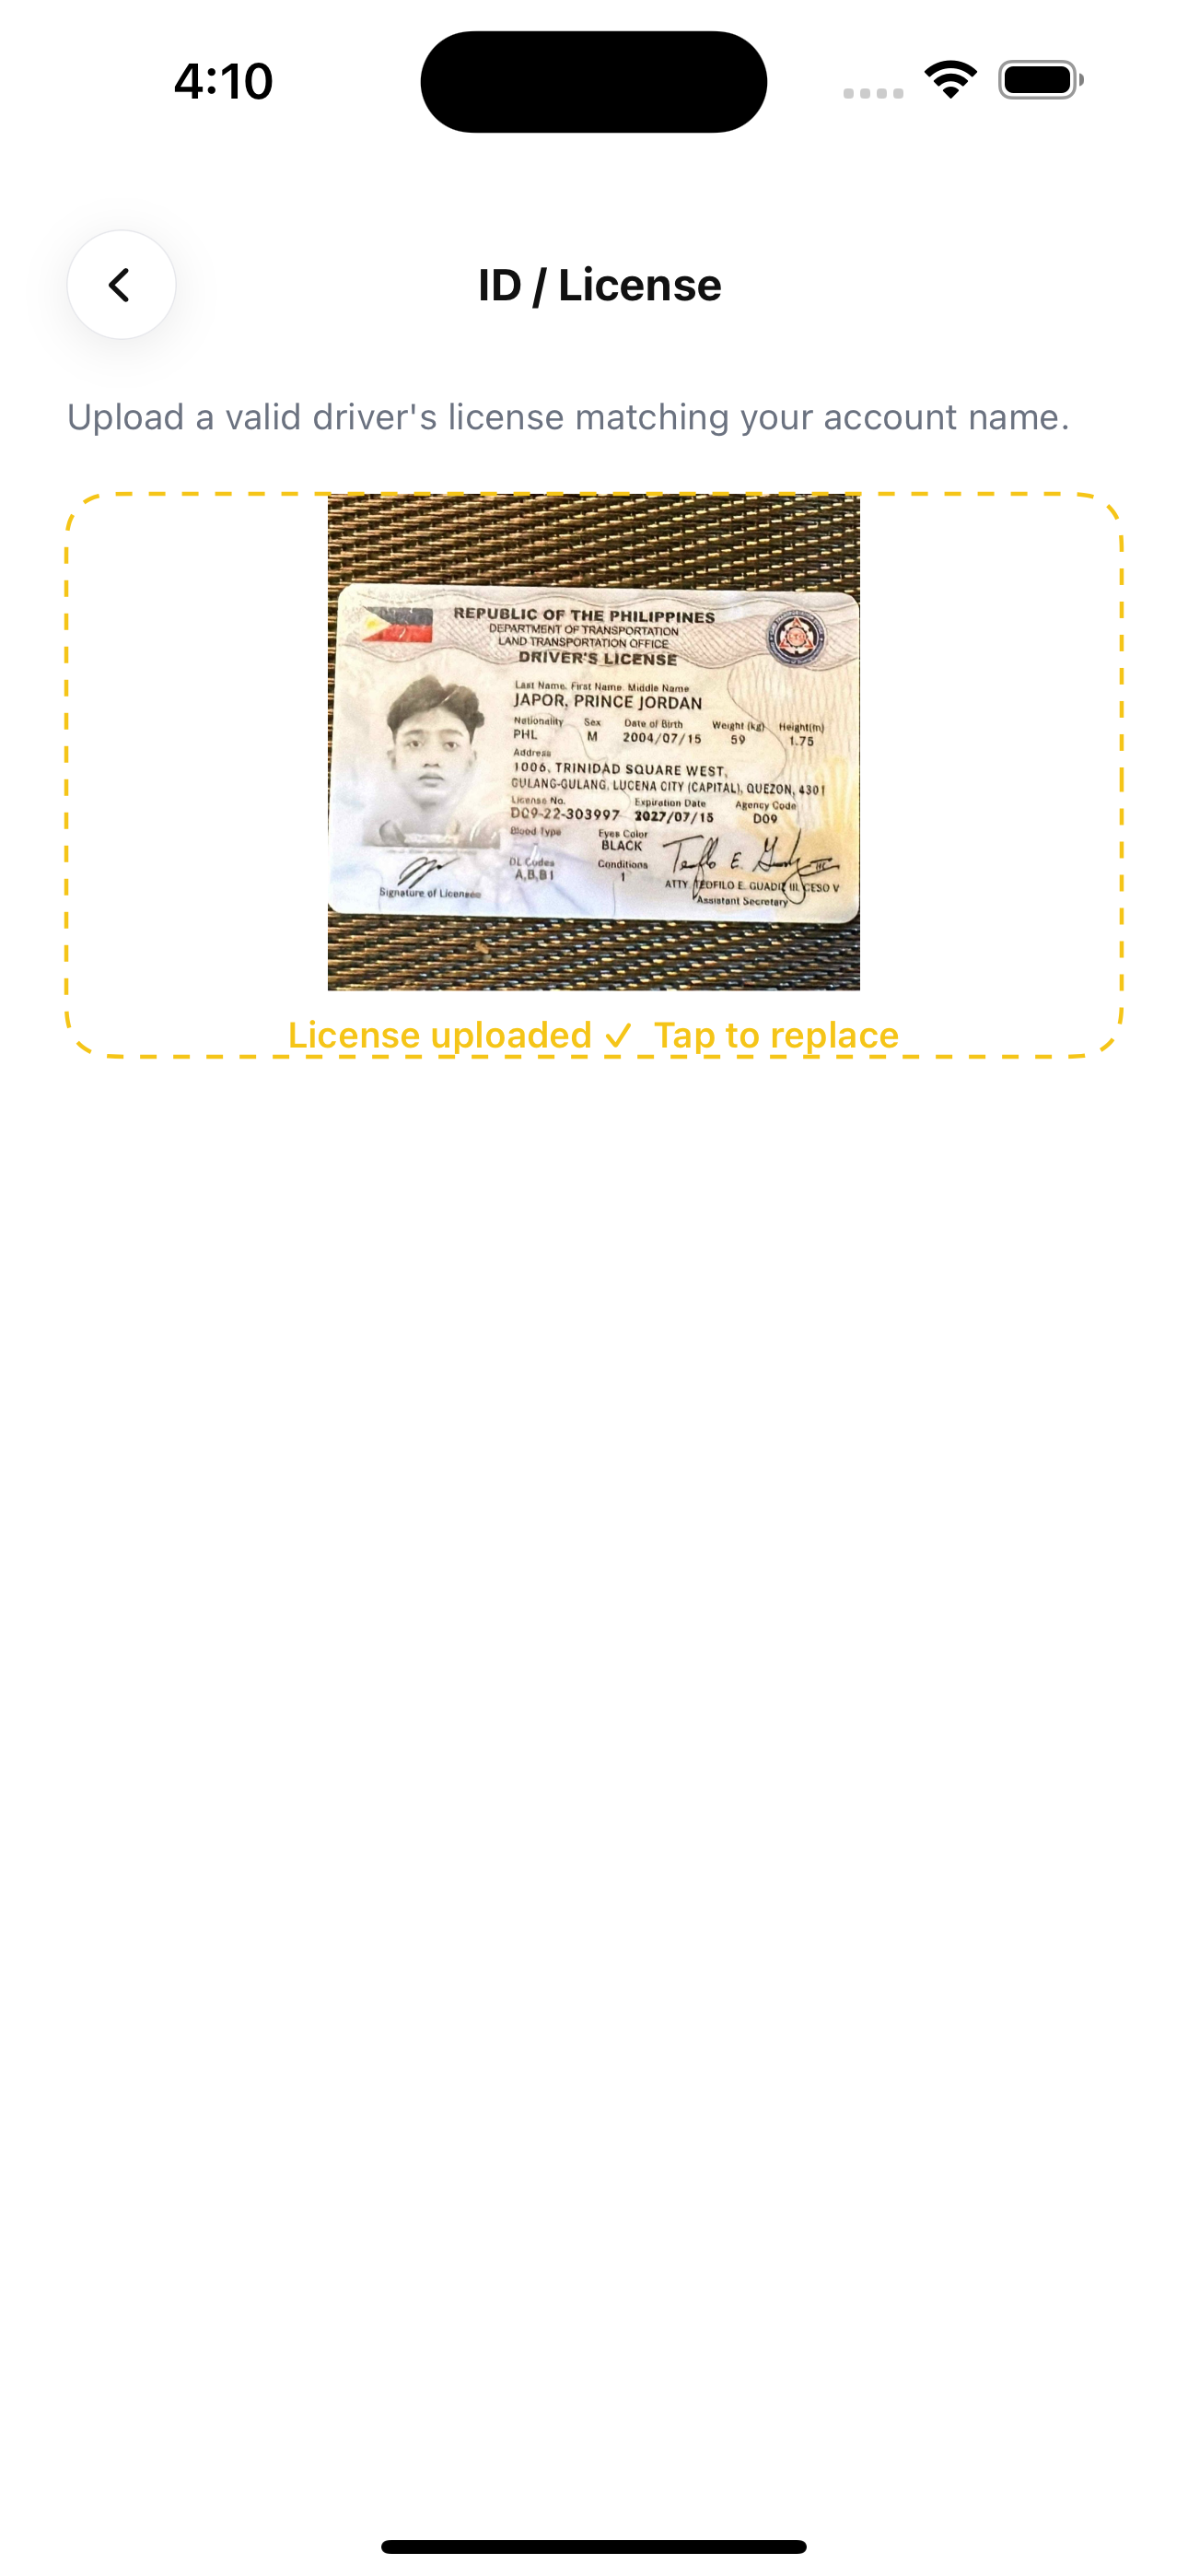 4:10
ID / License
Upload a valid driver's license matching your account name.
REPUBLIC OF THE PHILIPPINES
DEPARTMENT OF TRANSPORTATION
LAND TRANSPORTATION OFFICE
DRIVER'S LICENSE
Last Name. First Name. Middle Name
JAPOR, PRINCE JORDAN
Nationality Sex Date of Birth Weight (kg) Height(m)
PHL M 2004/07/15 59 1.75
Address
1006, TRINIDAD SQUARE WEST,
GULANG-GULANG, LUCENA CITY (CAPITAL), QUEZON, 4301
License No. Expiration Date Agency Code
D09-22-303997 2027/07/15 D09
Blood Type Eyes Color
BLACK
DL Codes Conditions
A,B,B1 1
Signature of Licensee
ATTY. TEOFILO E. GUADIZ III, CESO V
Assistant Secretary
License uploaded ✓ Tap to replace